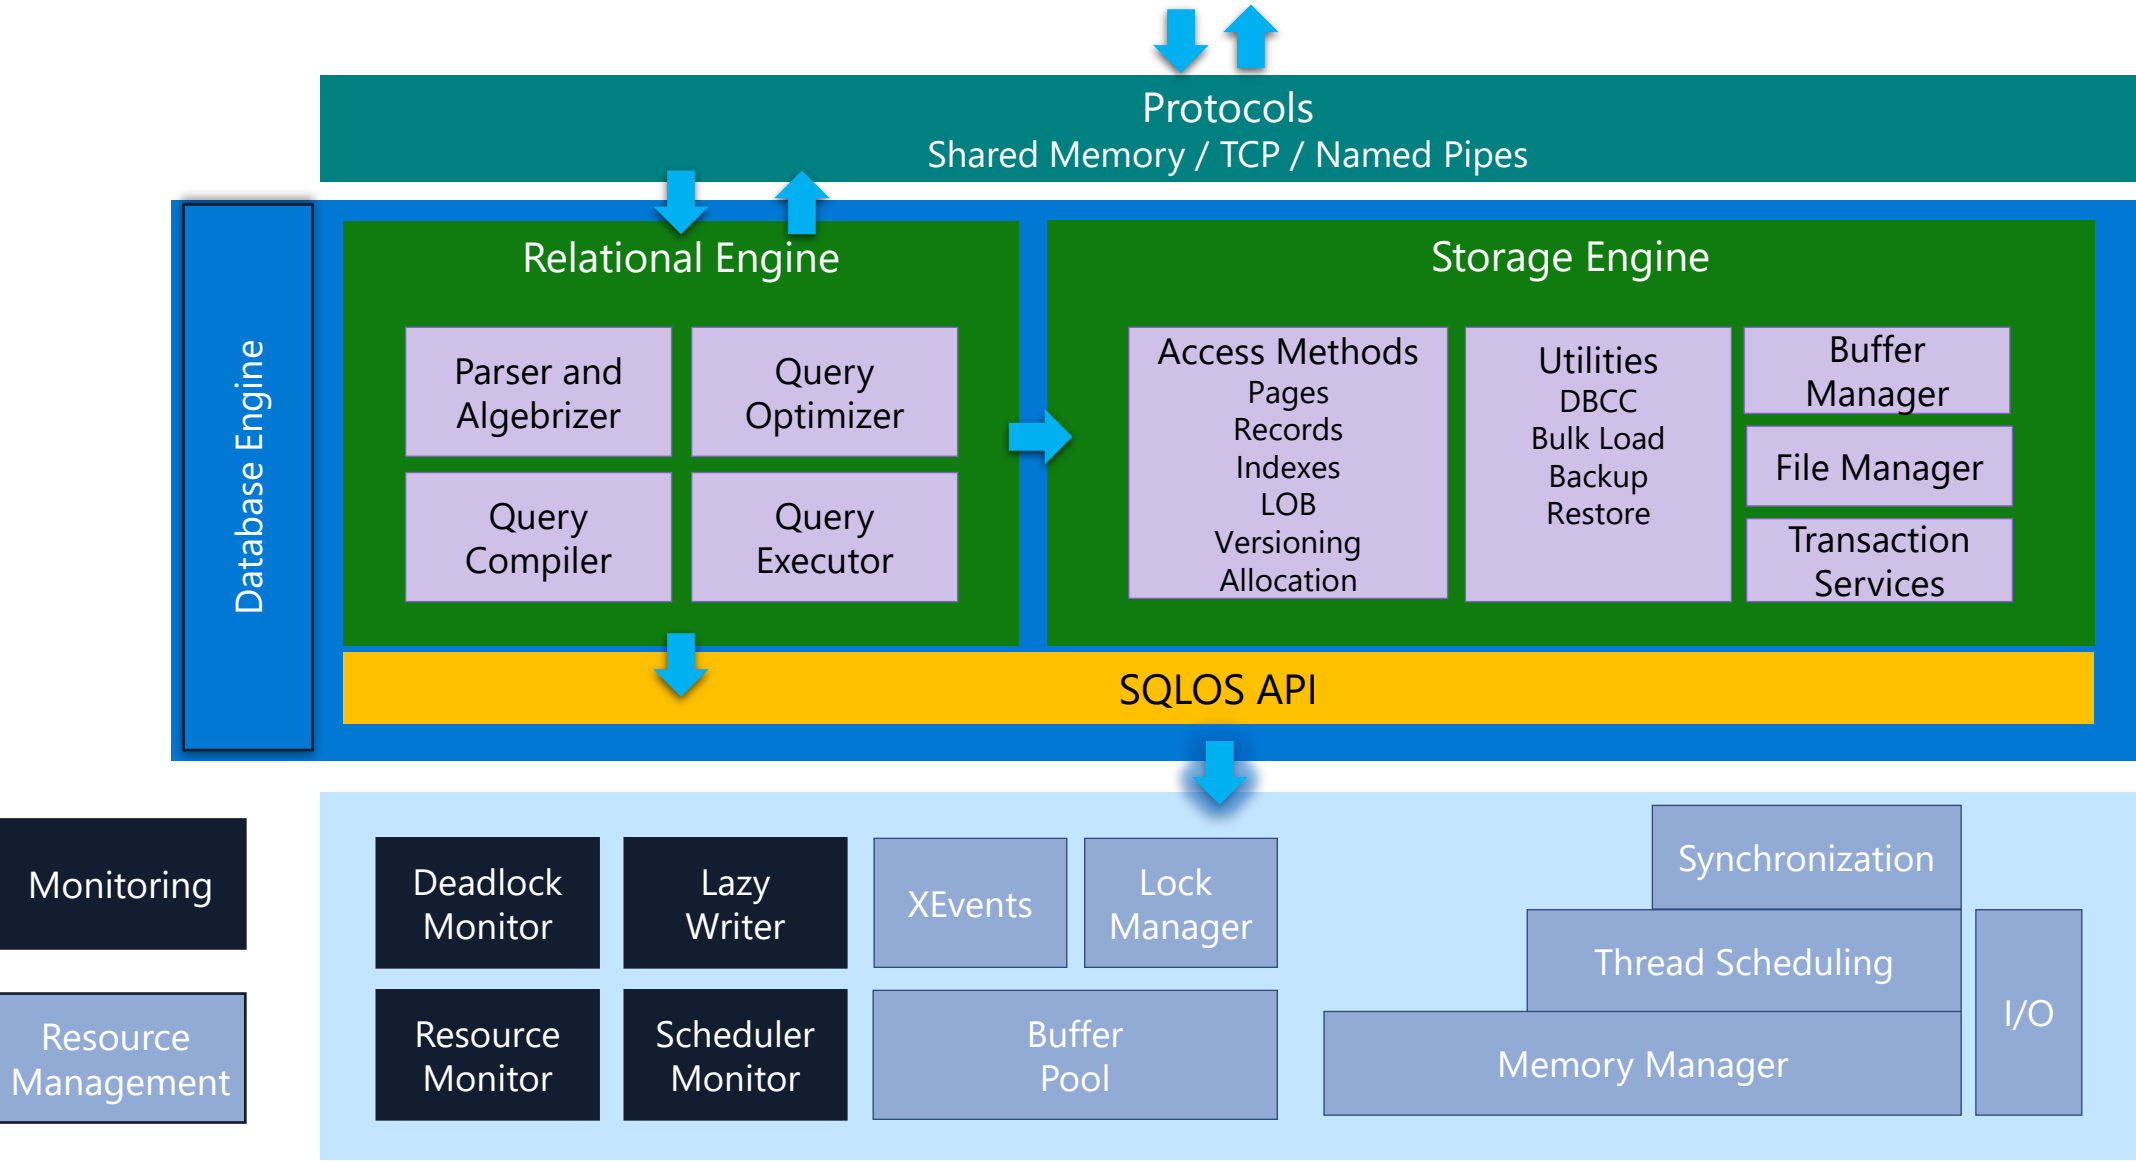 Protocols
Shared Memory / TCP / Named Pipes
Database Engine
Relational Engine
Parser and
Algebrizer
Query
Optimizer
Query
Compiler
Query
Executor
Storage Engine
Access Methods
Pages
Records
Indexes
LOB
Versioning
Allocation
Utilities
DBCC
Bulk Load
Backup
Restore
Buffer
Manager
File Manager
Transaction
Services
SQLOS API
Monitoring
Resource
Management
Deadlock
Monitor
Lazy
Writer
XEvents
Lock
Manager
Resource
Monitor
Scheduler
Monitor
Buffer
Pool
Synchronization
Thread Scheduling
Memory Manager
I/O